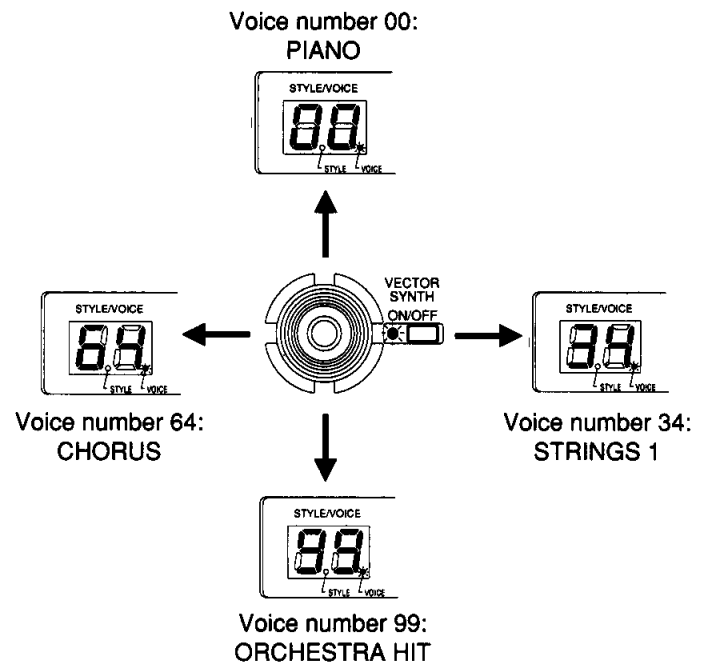 Voice number 00:
PIANO
STYLE/VOICE
00
STYLE VOICE
VECTOR
SYNTH
ON/OFF
STYLE/VOICE
64
STYLE VOICE
Voice number 64:
CHORUS
STYLE/VOICE
34
STYLE VOICE
Voice number 34:
STRINGS 1
STYLE/VOICE
99
STYLE VOICE
Voice number 99:
ORCHESTRA HIT